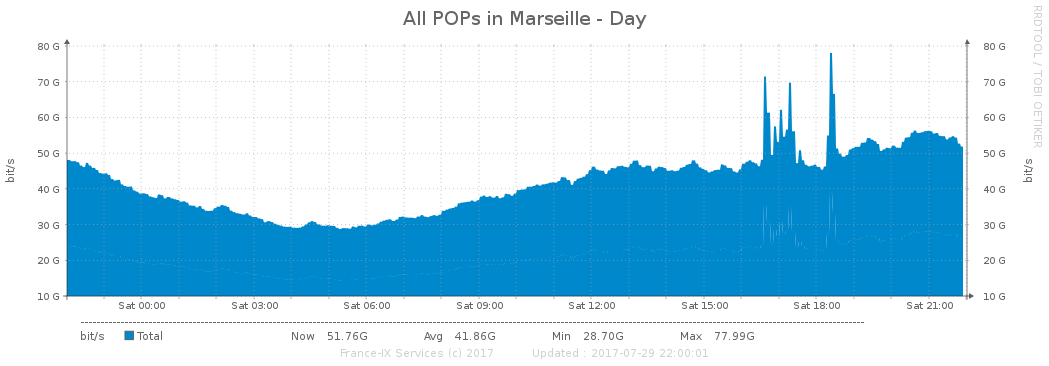 All POPs in Marseille - Day
RRDTOOL / TOBI OETIKER
80 G 80 G
70 G 70 G
60 G 60 G
50 G 50 G
40 G 40 G
30 G 30 G
20 G 20 G
10 G 10 G
bit/s
bit/s
Sat 00:00 Sat 03:00 Sat 06:00 Sat 09:00 Sat 12:00 Sat 15:00 Sat 18:00 Sat 21:00
bit/s Total Now 51.76G Avg 41.86G Min 28.70G Max 77.99G
France-IX Services (c) 2017 Updated : 2017-07-29 22:00:01